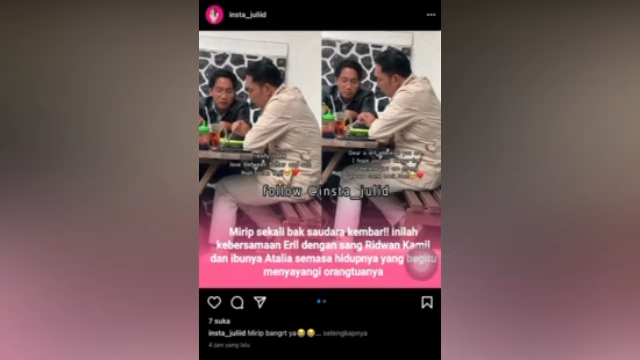 insta_juliid
follow @insta_julid
Mirip sekali bak saudara kembar!! inilah
kebersamaan Eril dengan sang Ridwan Kamil
dan ibunya Atalia semasa hidupnya yang begitu
menyayangi orangtuanya
7 suka
insta_juliid Mirip bangrt ya🥺🥺... selengkapnya
4 jam yang lalu